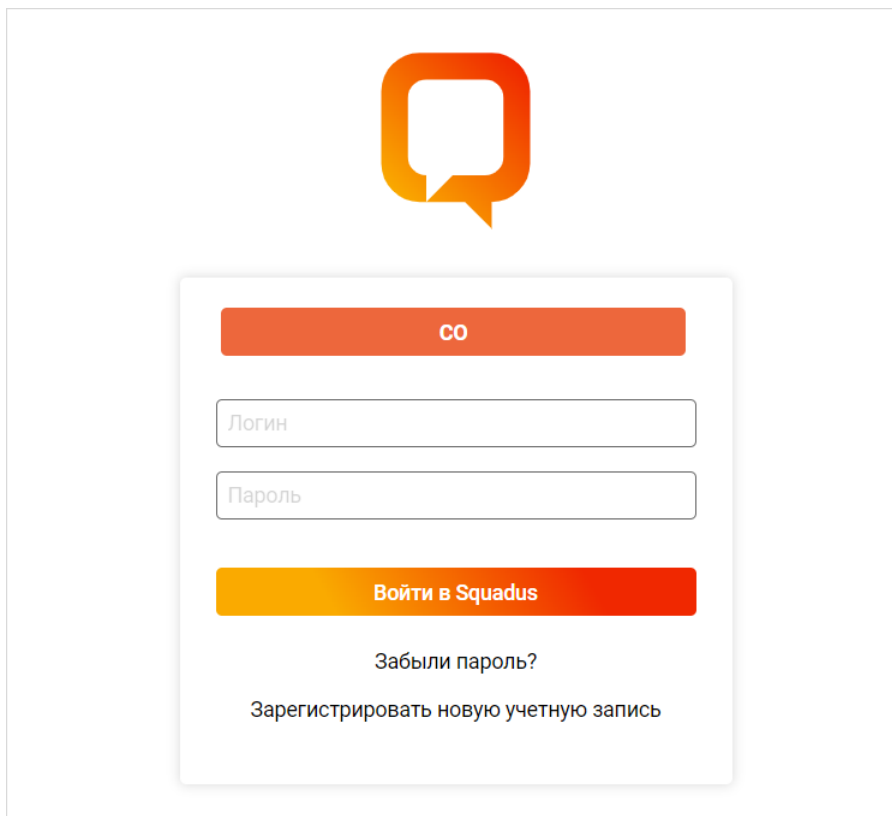 СО
Логин
Пароль
Войти в Squadus
Забыли пароль?
Зарегистрировать новую учетную запись